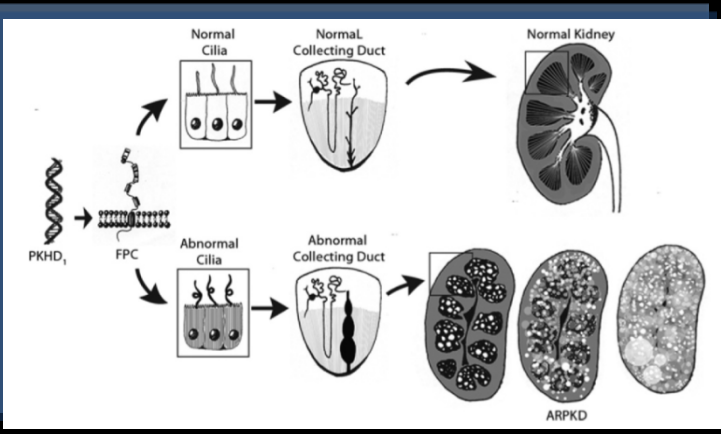 Normal
Cilia
NormaL
Collecting Duct
Normal Kidney
PKHD₁
FPC
Abnormal
Cilia
Abnormal
Collecting Duct
ARPKD